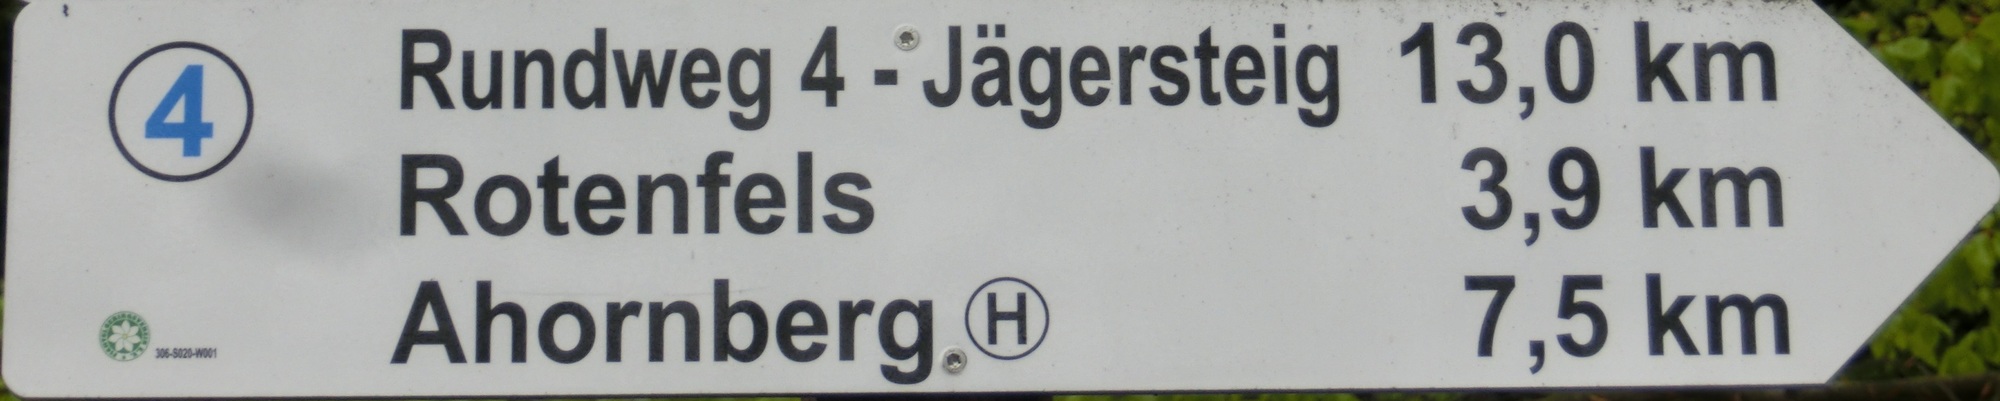 4
Rundweg 4 - Jägersteig 13,0 km
Rotenfels 3,9 km
Ahornberg H 7,5 km
306-S020-W001